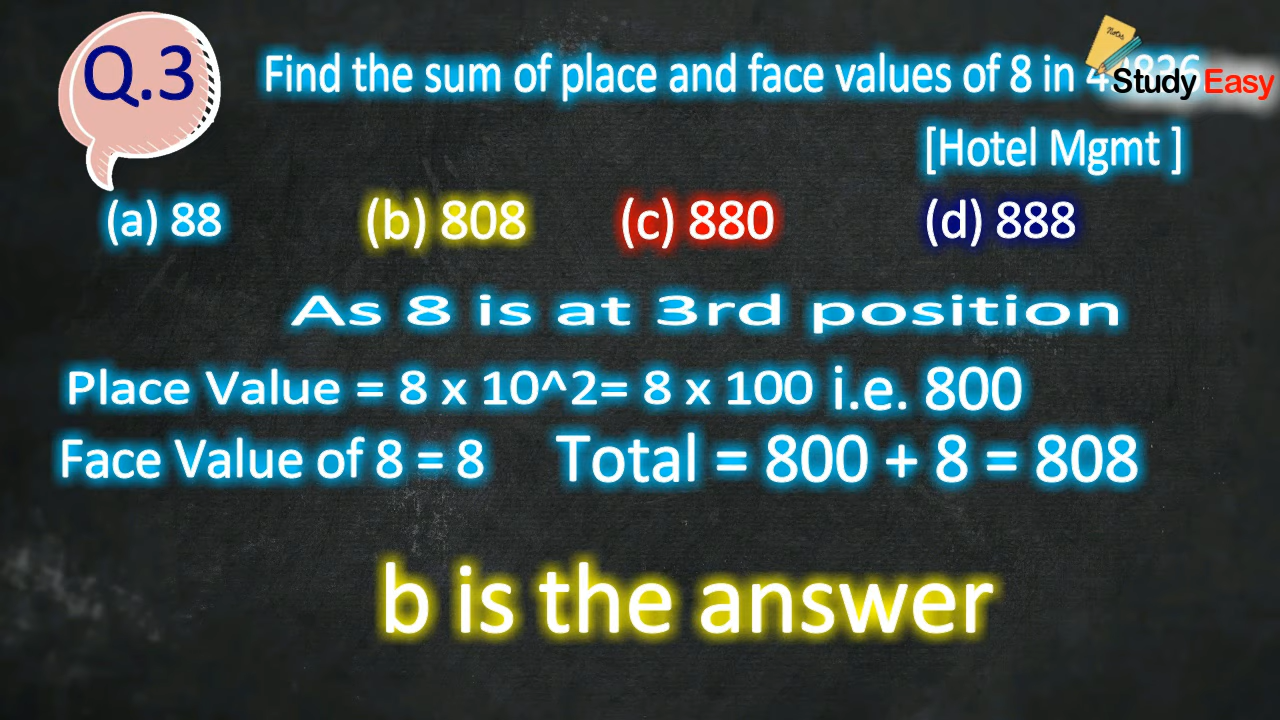 Q.3
Find the sum of place and face values of 8 in
Notes
Study Easy
[Hotel Mgmt ]
(a) 88 (b) 808 (c) 880 (d) 888
As 8 is at 3rd position
Place Value = 8 x 10^2= 8 x 100 i.e. 800
Face Value of 8 = 8 Total = 800 + 8 = 808
b is the answer